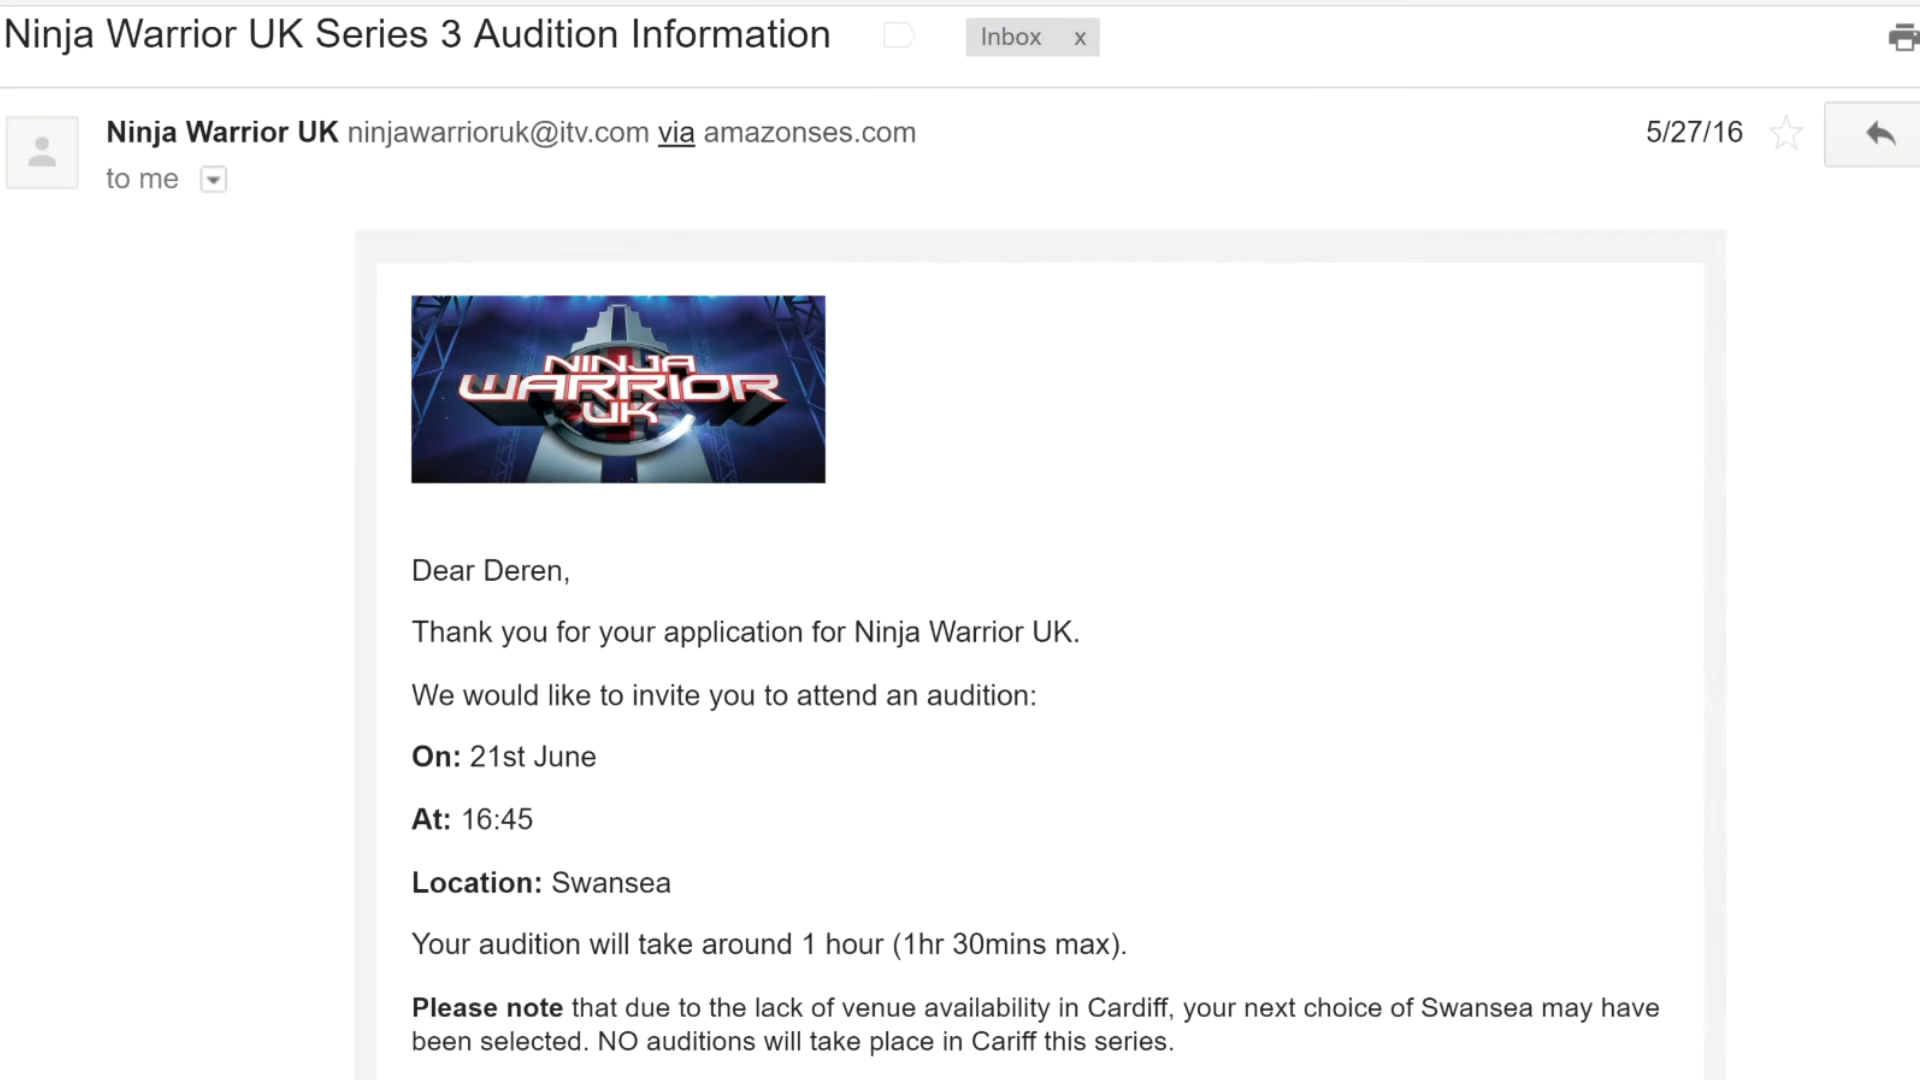 Ninja Warrior UK Series 3 Audition Information
Inbox x
Ninja Warrior UK ninjawarrioruk@itv.com via amazonses.com
5/27/16
to me
NINJA
WARRIOR
UK
Dear Deren,
Thank you for your application for Ninja Warrior UK.
We would like to invite you to attend an audition:
On: 21st June
At: 16:45
Location: Swansea
Your audition will take around 1 hour (1hr 30mins max).
Please note that due to the lack of venue availability in Cardiff, your next choice of Swansea may have
been selected. NO auditions will take place in Cariff this series.